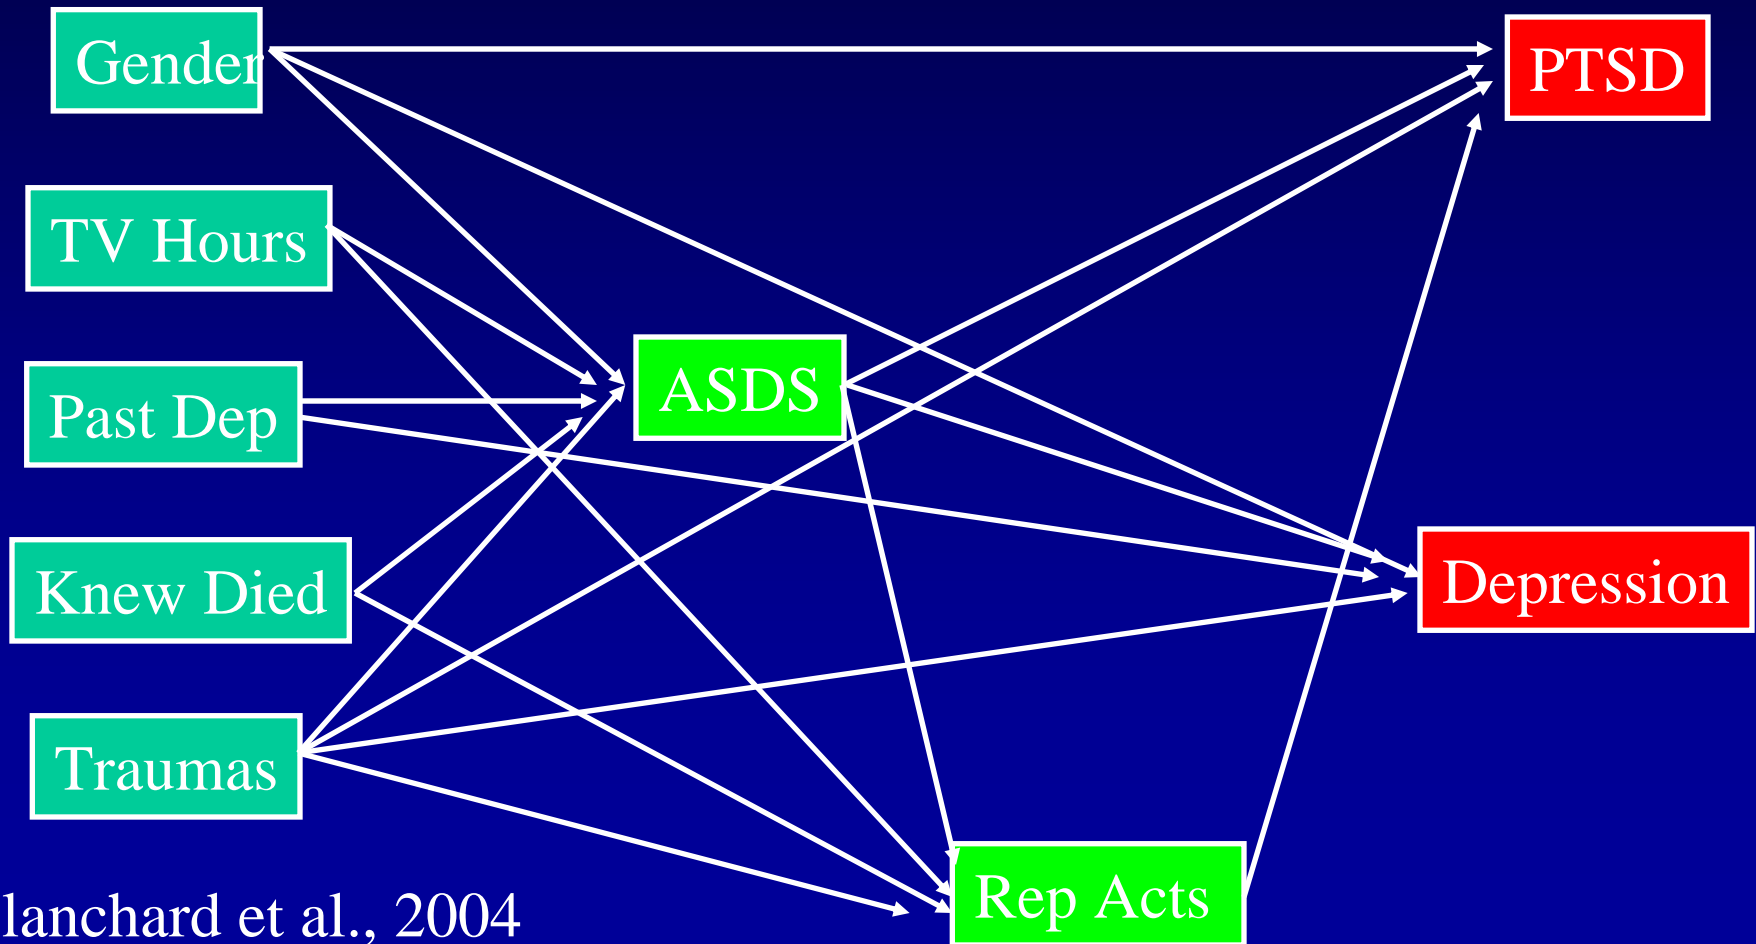 Gender
PTSD
TV Hours
ASDS
Past Dep
Knew Died
Depression
Traumas
Rep Acts
lanchard et al., 2004